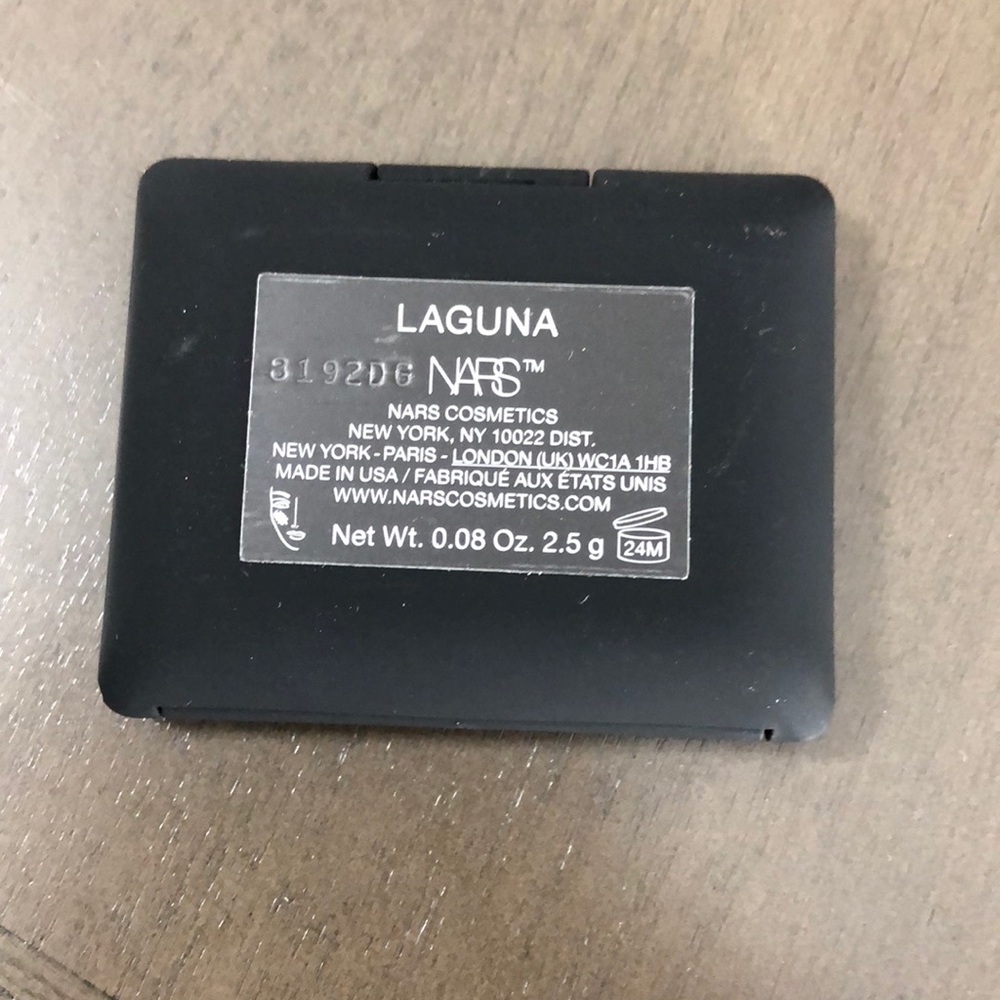 LAGUNA
3192DG NARS™
NARS COSMETICS
NEW YORK, NY 10022 DIST.
NEW YORK - PARIS - LONDON (UK) WC1A 1HB
MADE IN USA / FABRIQUÉ AUX ÉTATS UNIS
WWW.NARSCOSMETICS.COM
Net Wt. 0.08 Oz. 2.5 g 24M